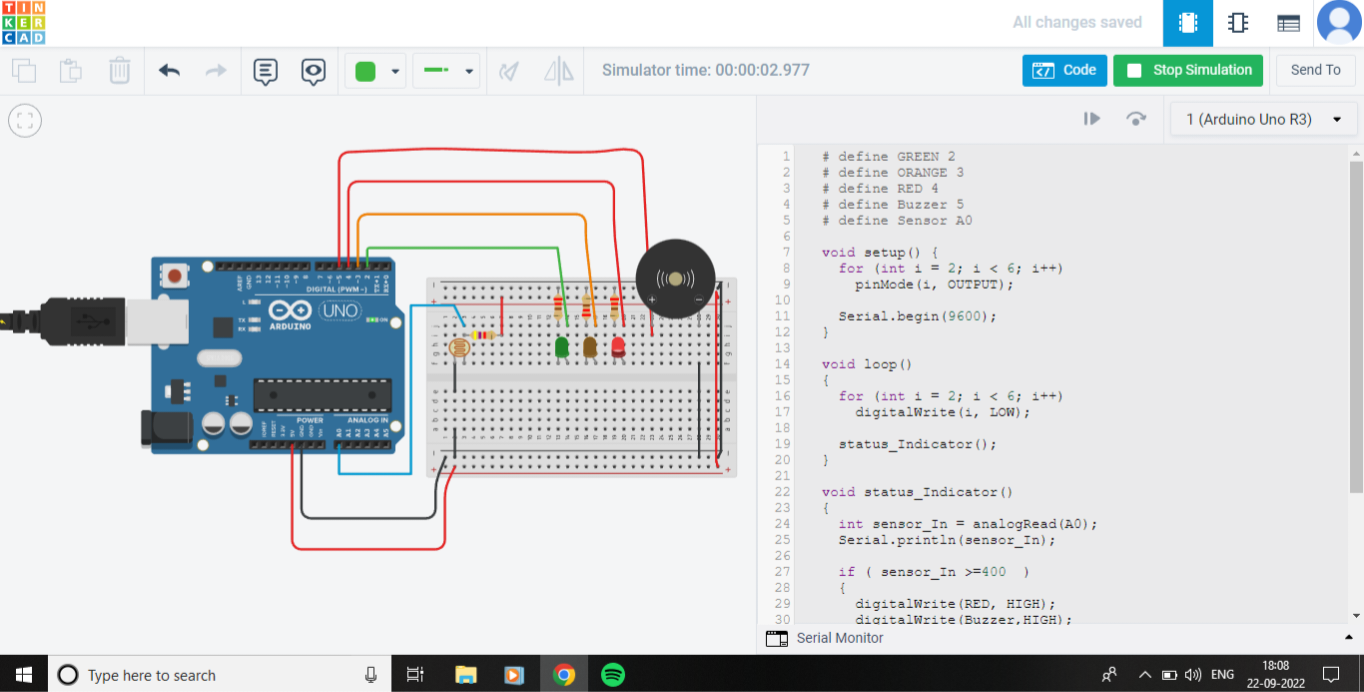 TIN
KER
CAD
All changes saved
Simulator time: 00:00:02.977
Code
Stop Simulation
Send To
1 (Arduino Uno R3)
DIGITAL (PWM ~)
UNO
ARDUINO
POWER
ANALOG IN
1 # define GREEN 2
2 # define ORANGE 3
3 # define RED 4
4 # define Buzzer 5
5 # define Sensor A0
6
7 void setup() {
8 for (int i = 2; i < 6; i++)
9 pinMode(i, OUTPUT);
10
11 Serial.begin(9600);
12 }
13
14 void loop()
15 {
16 for (int i = 2; i < 6; i++)
17 digitalWrite(i, LOW);
18
19 status_Indicator();
20 }
21
22 void status_Indicator()
23 {
24 int sensor_In = analogRead(A0);
25 Serial.println(sensor_In);
26
27 if ( sensor_In >=400 )
28 {
29 digitalWrite(RED, HIGH);
30 digitalWrite(Buzzer,HIGH);
Serial Monitor
Type here to search
ENG
18:08
22-09-2022